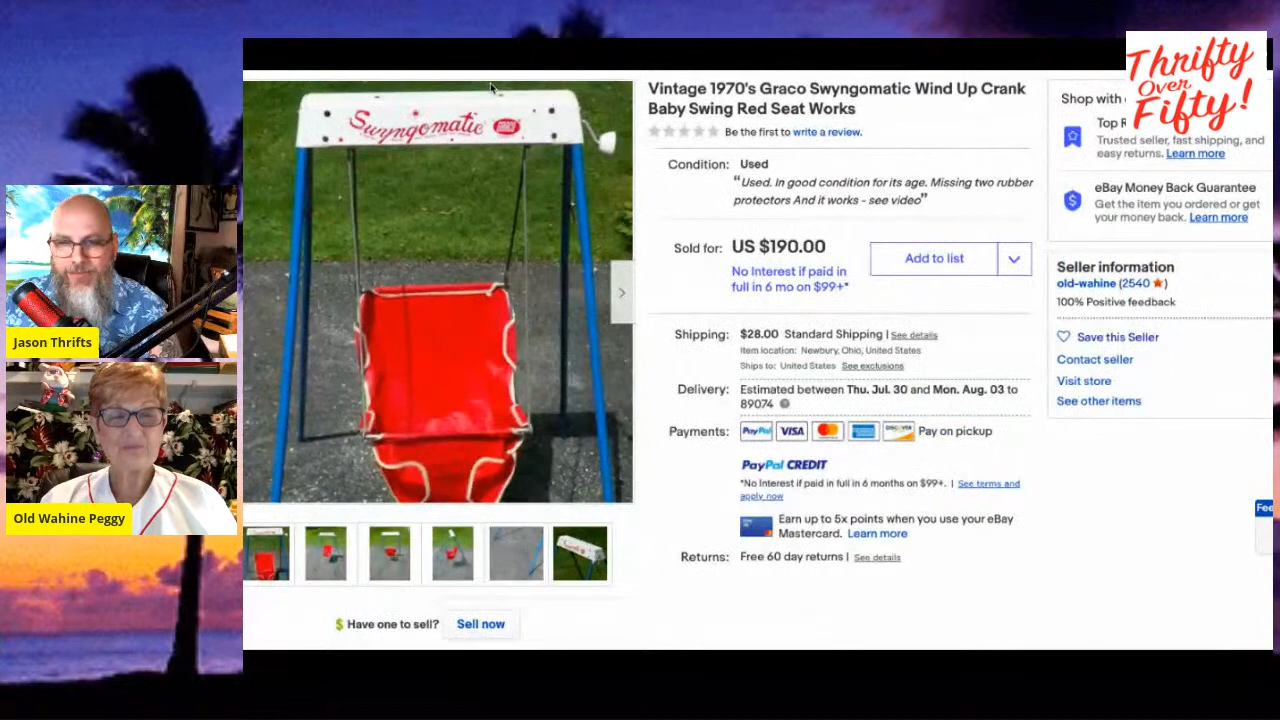 Thrifty
Over
Fifty!
Swyngomatic
GRACO
Vintage 1970's Graco Swyngomatic Wind Up Crank
Baby Swing Red Seat Works
Be the first to write a review.
Condition: Used
“Used. In good condition for its age. Missing two rubber
protectors And it works - see video”
Sold for: US $190.00
Add to list
No Interest if paid in
full in 6 mo on $99+*
Shipping: $28.00 Standard Shipping | See details
Item location: Newbury, Ohio, United States
Ships to: United States See exclusions
Delivery: Estimated between Thu. Jul. 30 and Mon. Aug. 03 to
89074
Payments: PayPal VISA DISCOVER Pay on pickup
PayPal CREDIT
*No Interest if paid in full in 6 months on $99+. | See terms and
apply now
Earn up to 5x points when you use your eBay
Mastercard. Learn more
Returns: Free 60 day returns | See details
$ Have one to sell? Sell now
Shop with
Top R
Trusted seller, fast shipping, and
easy returns. Learn more
eBay Money Back Guarantee
Get the item you ordered or get
your money back. Learn more
Seller information
old-wahine (2540 )
100% Positive feedback
Save this Seller
Contact seller
Visit store
See other items
Fee
Jason Thrifts
Old Wahine Peggy